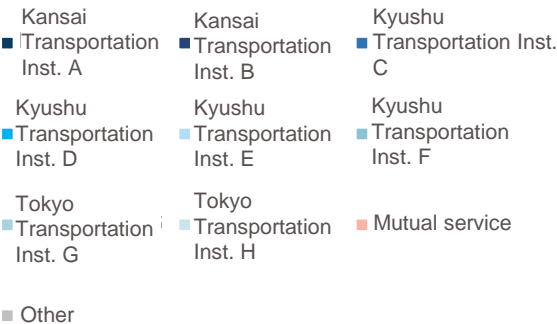 Kansai
Transportation
Inst. A
Kansai
Transportation
Inst. B
Kyushu
Transportation Inst.
C
Kyushu
Transportation
Inst. D
Kyushu
Transportation
Inst. E
Kyushu
Transportation
Inst. F
Tokyo
Transportation
Inst. G
Tokyo
Transportation
Inst. H
Mutual service
Other